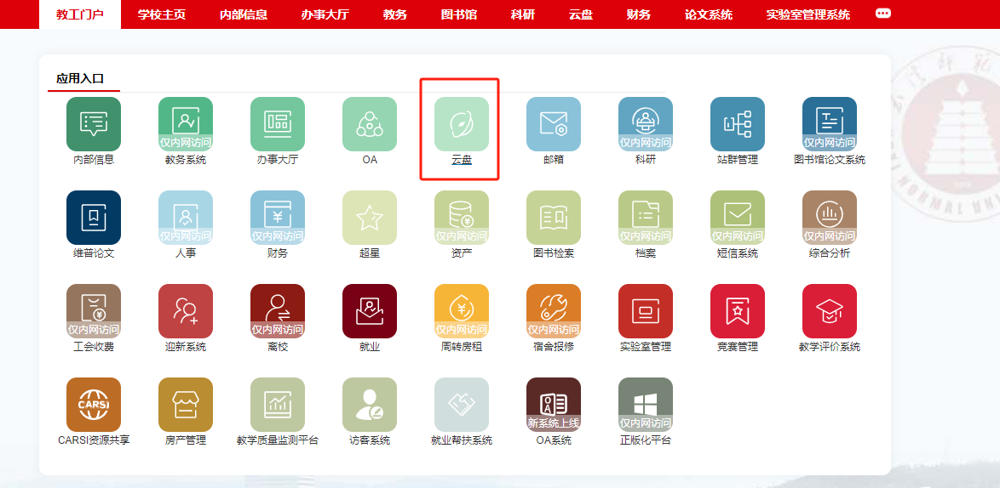 教工门户 学校主页 内部信息 办事大厅 教务 图书馆 科研 云盘 财务 论文系统 实验室管理系统
应用入口
仅内网访问 仅内网访问 仅内网访问
内部信息 教务系统 办事大厅 OA 云盘 邮箱 科研 站群管理 图书馆论文系统
仅内网访问 仅内网访问 仅内网访问 仅内网访问 仅内网访问 仅内网访问
维普论文 人事 财务 超星 资产 图书检索 档案 短信系统 综合分析
仅内网访问 仅内网访问 仅内网访问 仅内网访问
工会收费 迎新系统 离校 就业 周转房租 宿舍报修 实验室管理 竞赛管理 教学评价系统
CARSI OA
新系统上线 仅内网访问
CARSI资源共享 房产管理 教学质量监测平台 访客系统 就业帮扶系统 OA系统 正版化平台